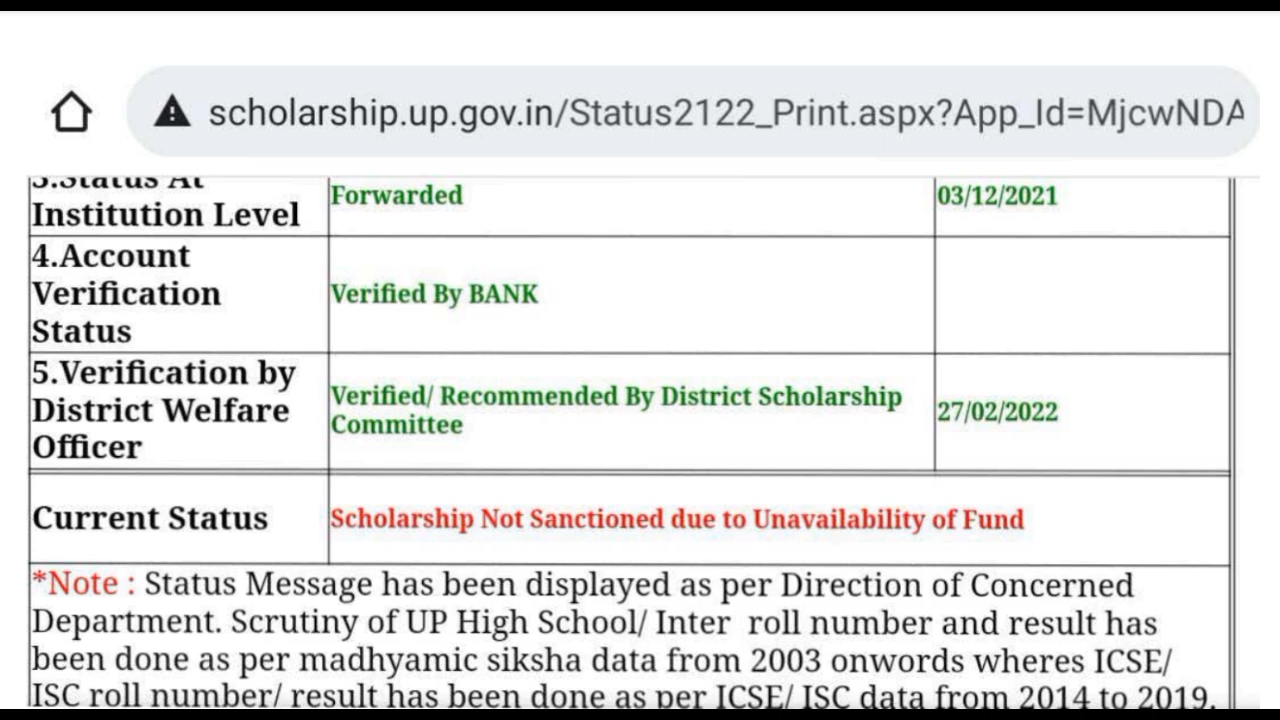 scholarship.up.gov.in/Status2122_Print.aspx?App_Id=MjcwNDA
3.Status At
Institution Level
Forwarded
03/12/2021
4.Account
Verification
Status
Verified By BANK
5.Verification by
District Welfare
Officer
Verified/ Recommended By District Scholarship
Committee
27/02/2022
Current Status
Scholarship Not Sanctioned due to Unavailability of Fund
*Note : Status Message has been displayed as per Direction of Concerned
Department. Scrutiny of UP High School/ Inter roll number and result has
been done as per madhyamic siksha data from 2003 onwords wheres ICSE/
ISC roll number/ result has been done as per ICSE/ ISC data from 2014 to 2019.